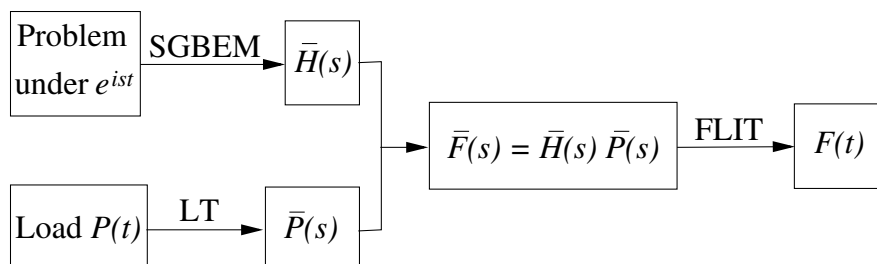 Problem
under e^{ist}
SGBEM
H̄(s)
F̄(s) = H̄(s) P̄(s)
FLIT
F(t)
Load P(t)
LT
P̄(s)